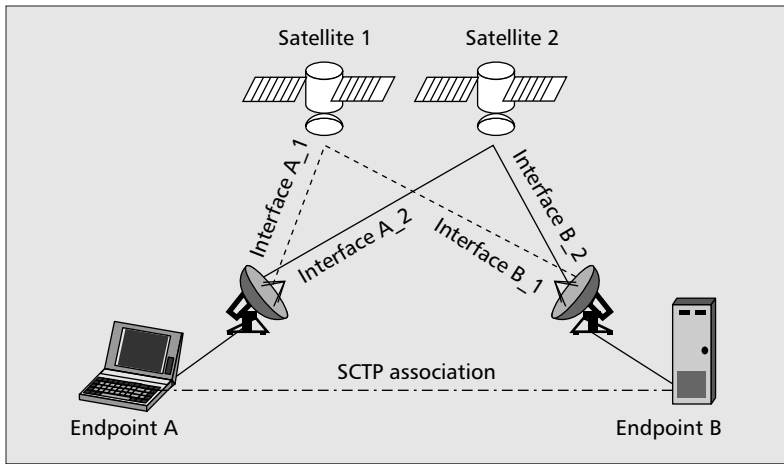 Satellite 1
Satellite 2
Interface A_1
Interface A_2
Interface B_1
Interface B_2
SCTP association
Endpoint A
Endpoint B